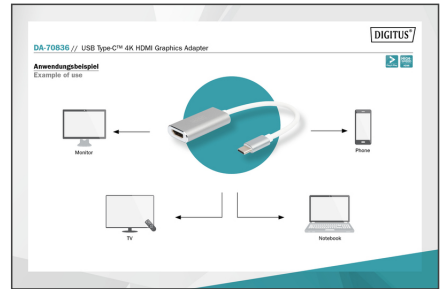 DIGITUS®
DA-70836 // USB Type-C™ 4K HDMI Graphics Adapter
Anwendungsbeispiel
Example of use
Monitor
Phone
TV
Notebook